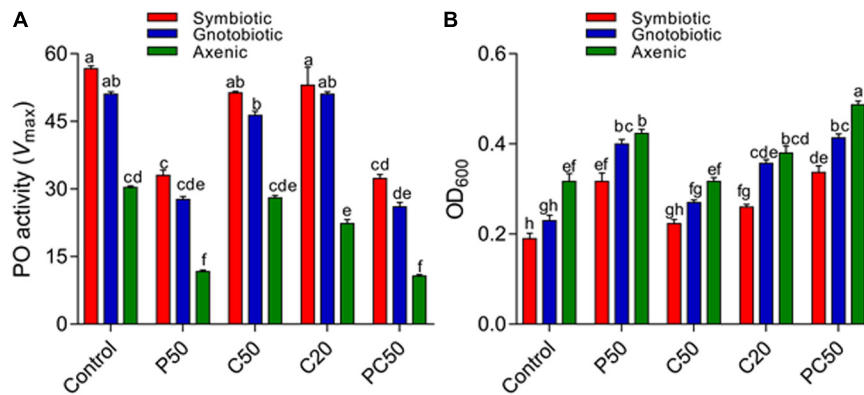 A
Symbiotic
Gnotobiotic
Axenic
PO activity (Vmax)
60
45
30
15
0
a
ab
cd
c
cde
f
ab
b
cde
a
ab
e
cd
de
f
Control
P50
C50
C20
PC50
B
Symbiotic
Gnotobiotic
Axenic
OD600
0.6
0.4
0.2
0.0
h
gh
ef
ef
bc
b
gh
fg
ef
fg
cde
bcd
de
bc
a
Control
P50
C50
C20
PC50